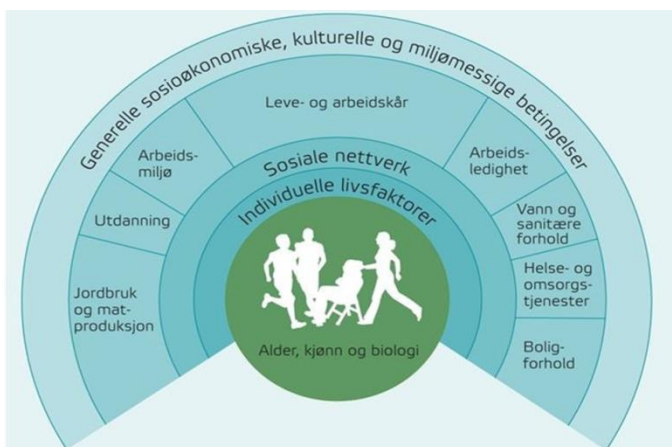 Generelle sosioøkonomiske, kulturelle og miljømessige betingelser
Leve- og arbeidskår
Arbeids-
miljø
Arbeids-
ledighet
Sosiale nettverk
Individuelle livsfaktorer
Utdanning
Vann og
sanitære
forhold
Jordbruk
og mat-
produksjon
Helse- og
omsorgs-
tjenester
Bolig-
forhold
Alder, kjønn og biologi